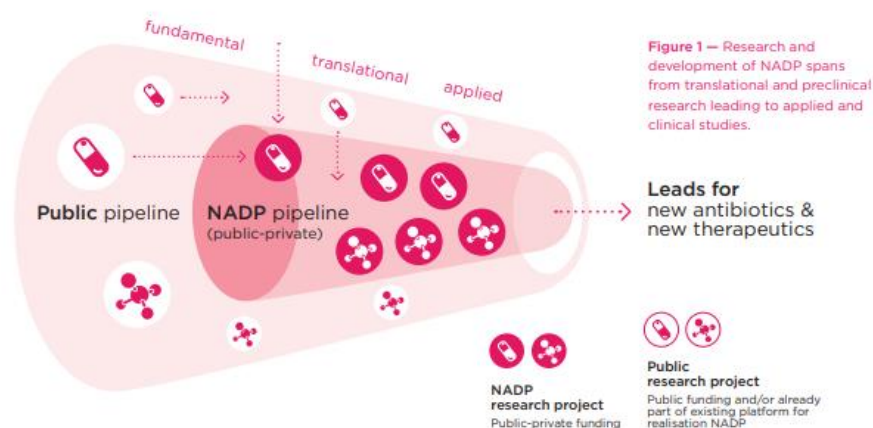 fundamental
translational
applied
Figure 1 — Research and
development of NADP spans
from translational and preclinical
research leading to applied and
clinical studies.
Public pipeline
NADP pipeline
(public-private)
Leads for
new antibiotics &
new therapeutics
NADP
research project
Public-private funding
Public
research project
Public funding and/or already
part of existing platform for
realisation NADP